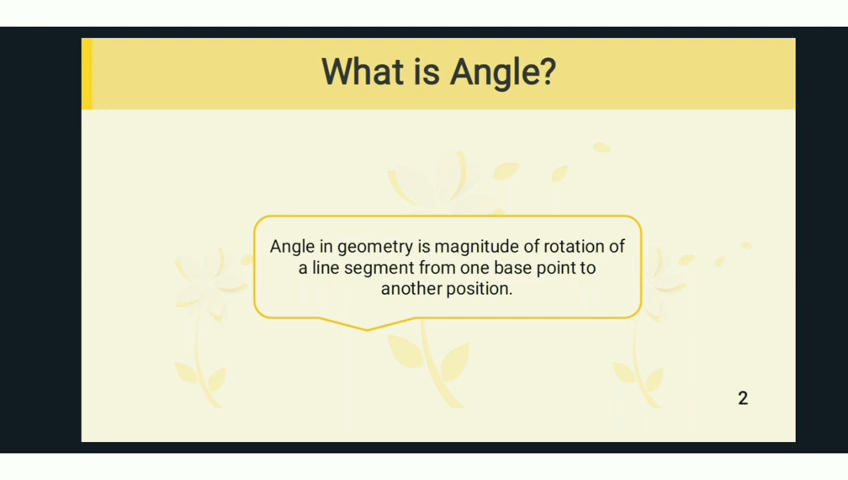 What is Angle?
Angle in geometry is magnitude of rotation of
a line segment from one base point to
another position.
2